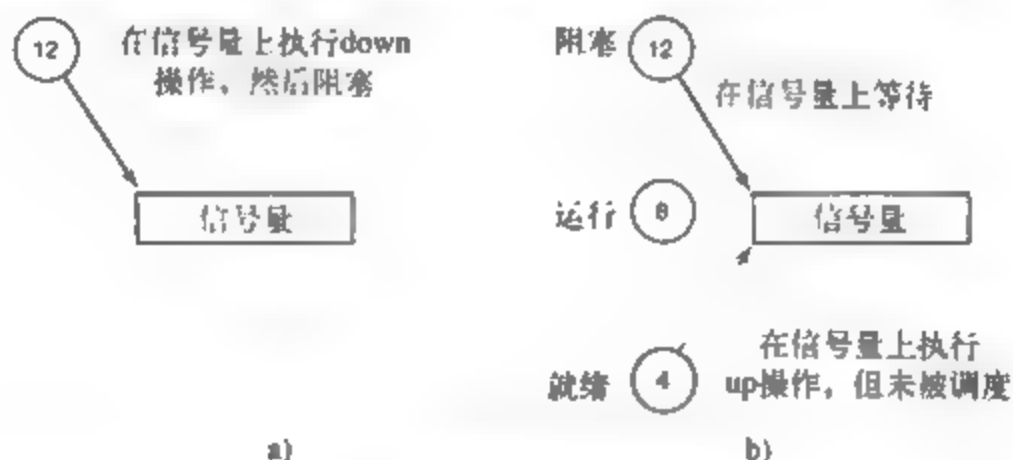 12
在信号量上执行down
操作，然后阻塞
信号量
a)
阻塞
12
在信号量上等待
运行
8
信号量
就绪
4
在信号量上执行
up操作，但未被调度
b)